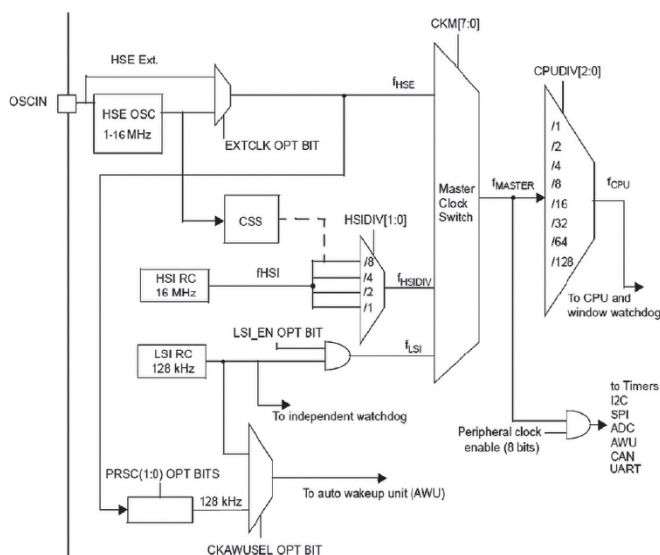 CKM[7:0]
HSE Ext.
OSCIN
HSE OSC
1-16 MHz
EXTCLK OPT BIT
fHSE
CPUDIV[2:0]
/1
/2
/4
/8
/16
/32
/64
/128
fMASTER
fCPU
Master
Clock
Switch
CSS
HSIDIV[1:0]
HSI RC
16 MHz
fHSI
/8
/4
/2
/1
fHSIDIV
To CPU and
window watchdog
LSI_EN OPT BIT
LSI RC
128 kHz
fLSI
To independent watchdog
Peripheral clock
enable (8 bits)
to Timers
I2C
SPI
ADC
AWU
CAN
UART
PRSC(1:0) OPT BITS
128 kHz
To auto wakeup unit (AWU)
CKAWUSEL OPT BIT